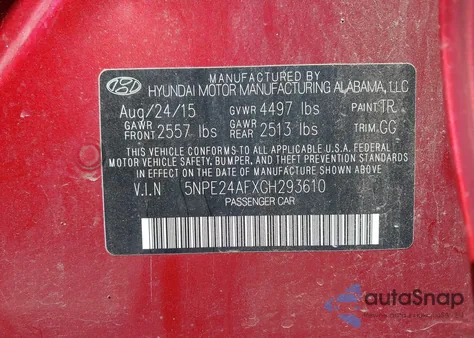 MANUFACTURED BY
HYUNDAI MOTOR MANUFACTURING ALABAMA, LLC
Aug/24/15 GVWR 4497 lbs PAINT:TR
GAWR FRONT 2557 lbs GAWR REAR 2513 lbs TRIM:GG
THIS VEHICLE CONFORMS TO ALL APPLICABLE U.S.A. FEDERAL
MOTOR VEHICLE SAFETY, BUMPER, AND THEFT PREVENTION STANDARDS
IN EFFECT ON THE DATE OF MANUFACTURE SHOWN ABOVE.
V.I.N 5NPE24AFXGH293610
PASSENGER CAR
autoSnap